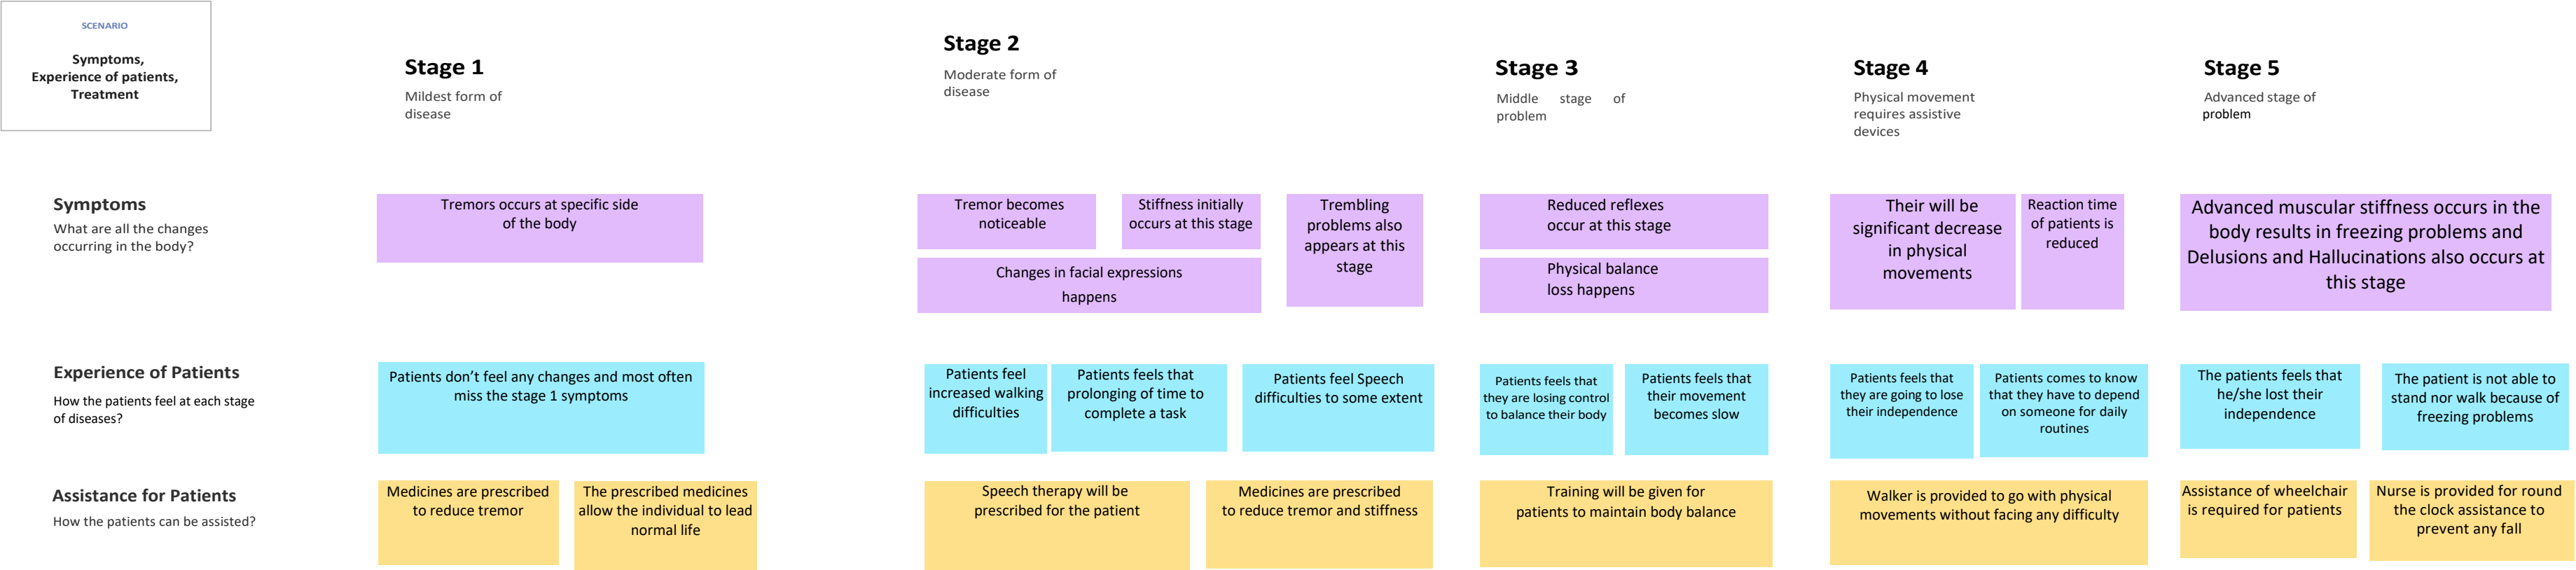 SCENARIO
Symptoms,
Experience of patients,
Treatment
Stage 1
Mildest form of
disease
Stage 2
Moderate form of
disease
Stage 3
Middle stage of
problem
Stage 4
Physical movement
requires assistive
devices
Stage 5
Advanced stage of
problem
Symptoms
What are all the changes
occurring in the body?
Tremors occurs at specific side
of the body
Tremor becomes
noticeable
Stiffness initially
occurs at this stage
Changes in facial expressions
happens
Trembling
problems also
appears at this
stage
Reduced reflexes
occur at this stage
Physical balance
loss happens
Their will be
significant decrease
in physical
movements
Reaction time
of patients is
reduced
Advanced muscular stiffness occurs in the
body results in freezing problems and
Delusions and Hallucinations also occurs at
this stage
Experience of Patients
How the patients feel at each stage
of diseases?
Patients don’t feel any changes and most often
miss the stage 1 symptoms
Patients feel
increased walking
difficulties
Patients feels that
prolonging of time to
complete a task
Patients feel Speech
difficulties to some extent
Patients feels that
they are losing control
to balance their body
Patients feels that
their movement
becomes slow
Patients feels that
they are going to lose
their independence
Patients comes to know
that they have to depend
on someone for daily
routines
The patients feels that
he/she lost their
independence
The patient is not able to
stand nor walk because of
freezing problems
Assistance for Patients
How the patients can be assisted?
Medicines are prescribed
to reduce tremor
The prescribed medicines
allow the individual to lead
normal life
Speech therapy will be
prescribed for the patient
Medicines are prescribed
to reduce tremor and stiffness
Training will be given for
patients to maintain body balance
Walker is provided to go with physical
movements without facing any difficulty
Assistance of wheelchair
is required for patients
Nurse is provided for round
the clock assistance to
prevent any fall